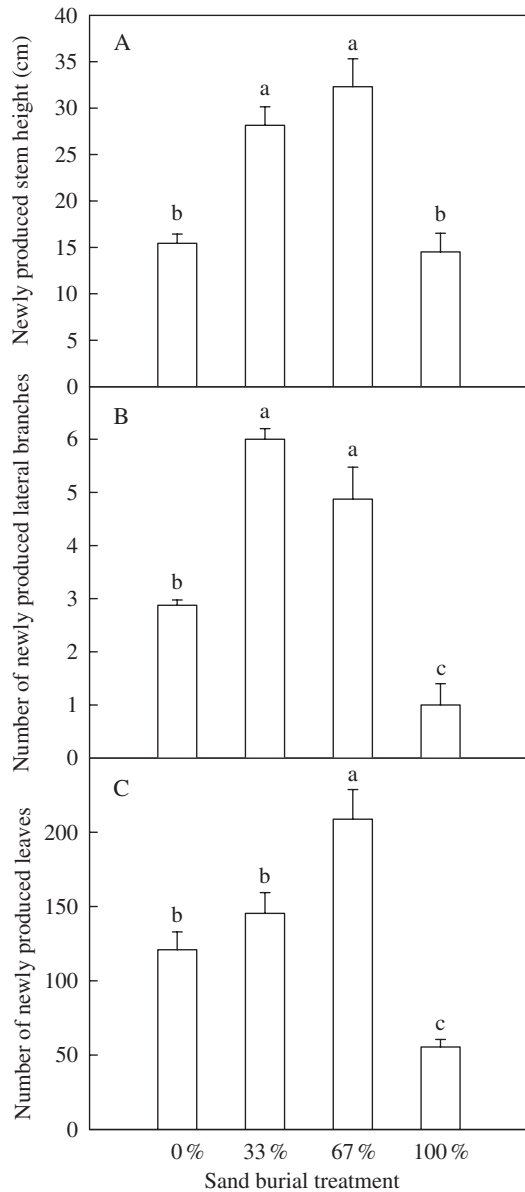 A
Newly produced stem height (cm)
40
35
30
25
20
15
10
5
0
b
a
a
b
B
Number of newly produced lateral branches
6
5
4
3
2
1
0
b
a
a
c
C
Number of newly produced leaves
200
150
100
50
0
b
b
a
c
0 % 33 % 67 % 100 %
Sand burial treatment